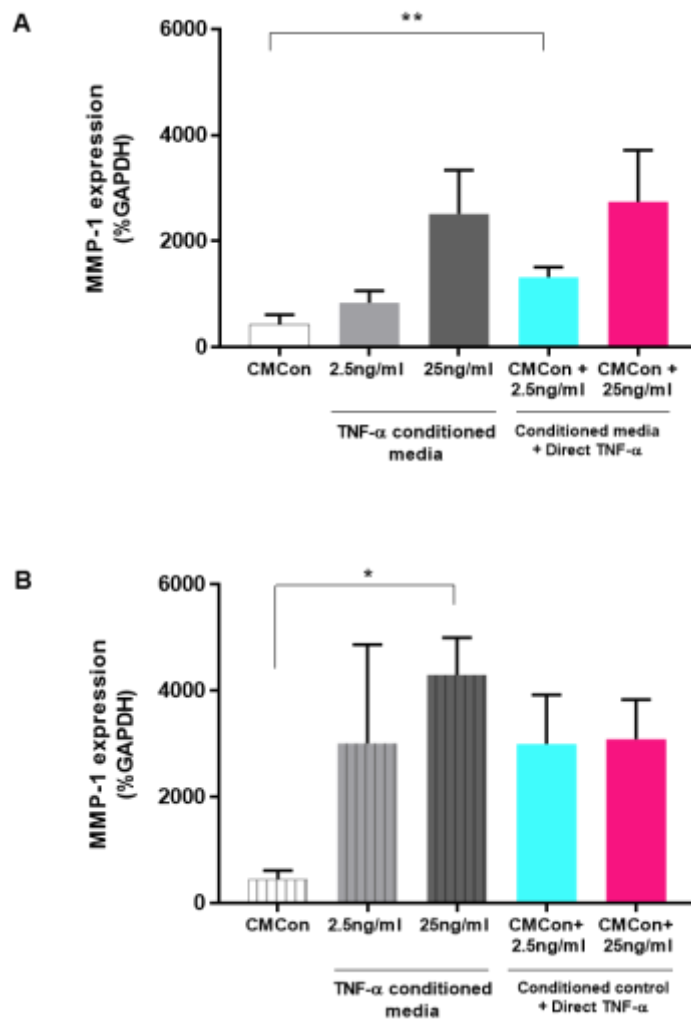 A
**
6000
4000
2000
0
MMP-1 expression
(%GAPDH)
CMCon 2.5ng/ml 25ng/ml CMCon + CMCon +
2.5ng/ml 25ng/ml
TNF-α conditioned
media
Conditioned media
+ Direct TNF-α
B
*
6000
4000
2000
0
MMP-1 expression
(%GAPDH)
CMCon 2.5ng/ml 25ng/ml CMCon+ CMCon+
2.5ng/ml 25ng/ml
TNF-α conditioned
media
Conditioned control
+ Direct TNF-α